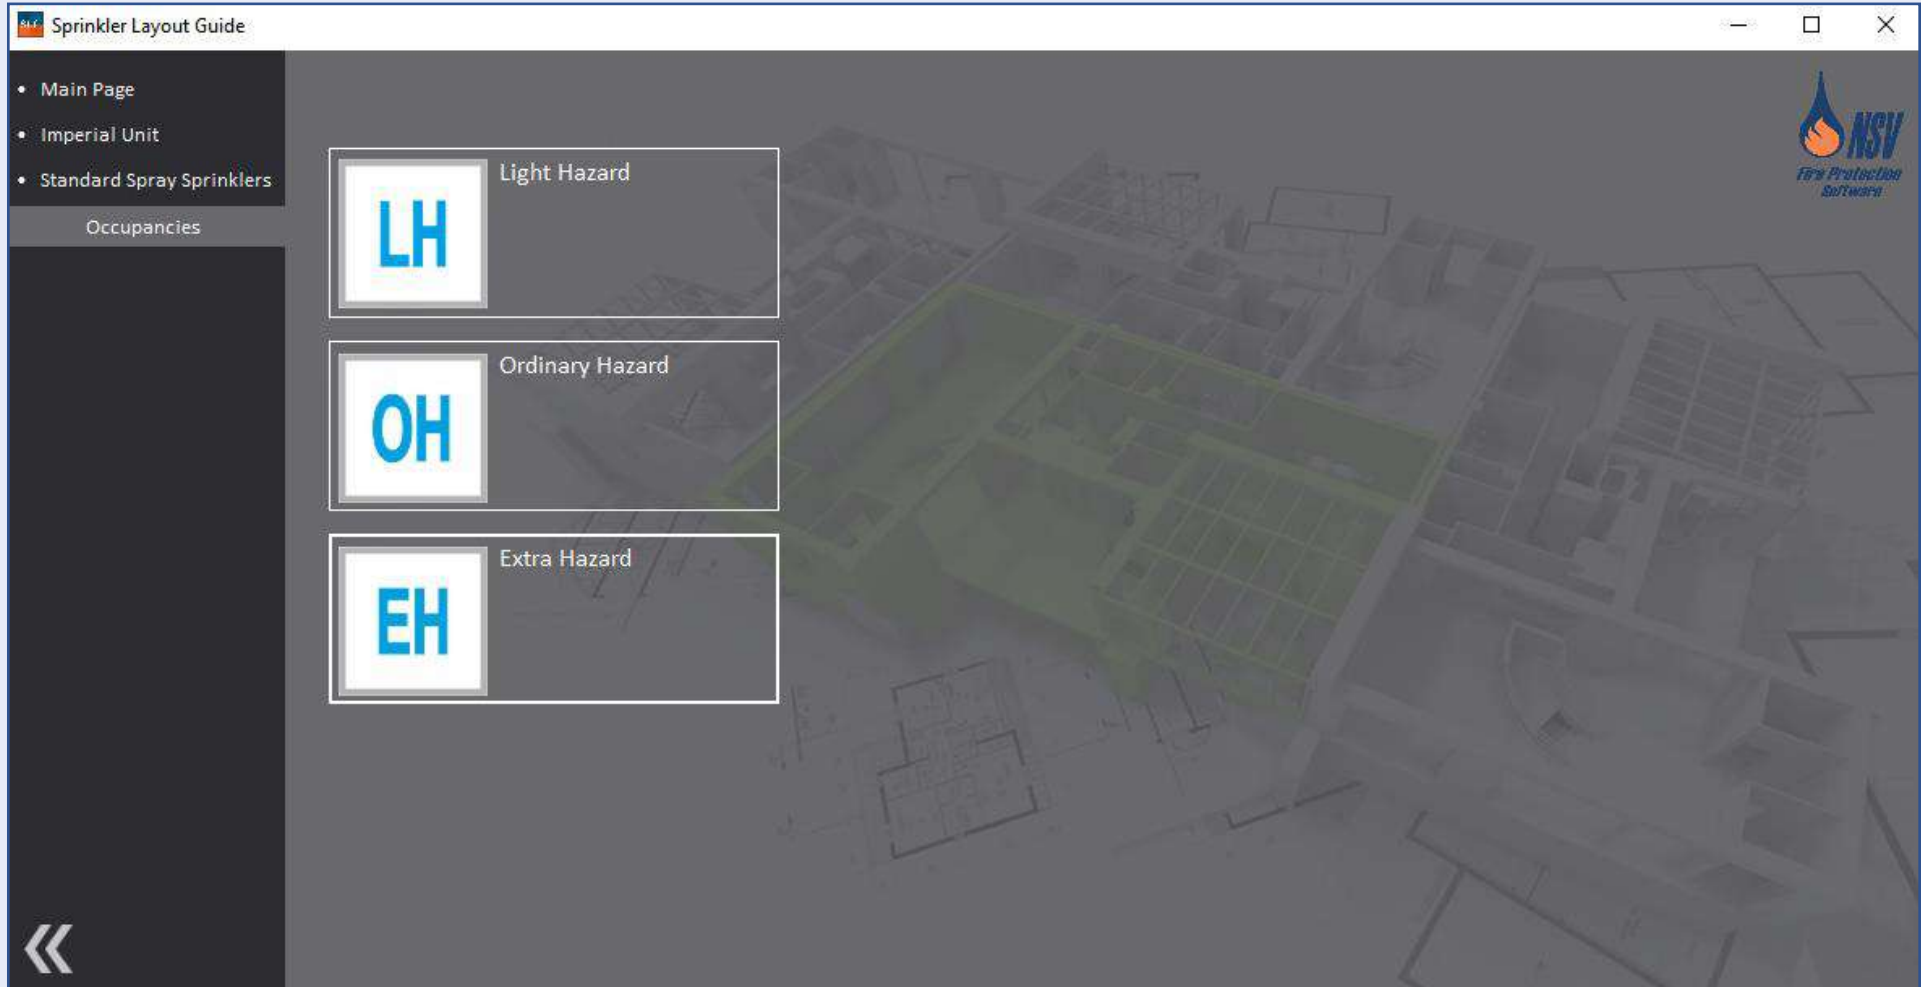 Sprinkler Layout Guide
• Main Page
• Imperial Unit
• Standard Spray Sprinklers
Occupancies
LH
Light Hazard
OH
Ordinary Hazard
EH
Extra Hazard
NSV
Fire Protection
Software